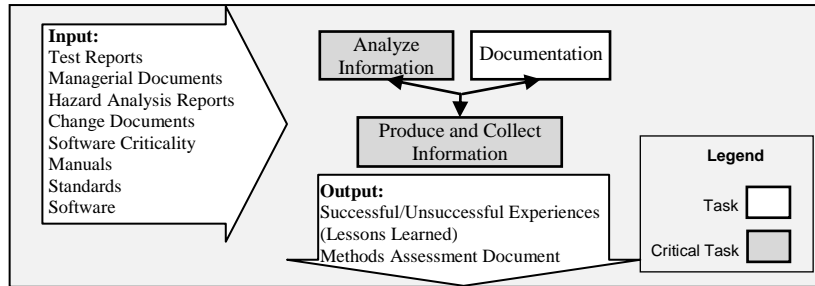 Input:
Test Reports
Managerial Documents
Hazard Analysis Reports
Change Documents
Software Criticality
Manuals
Standards
Software
Analyze
Information
Documentation
Produce and Collect
Information
Output:
Successful/Unsuccessful Experiences
(Lessons Learned)
Methods Assessment Document
Legend
Task
Critical Task